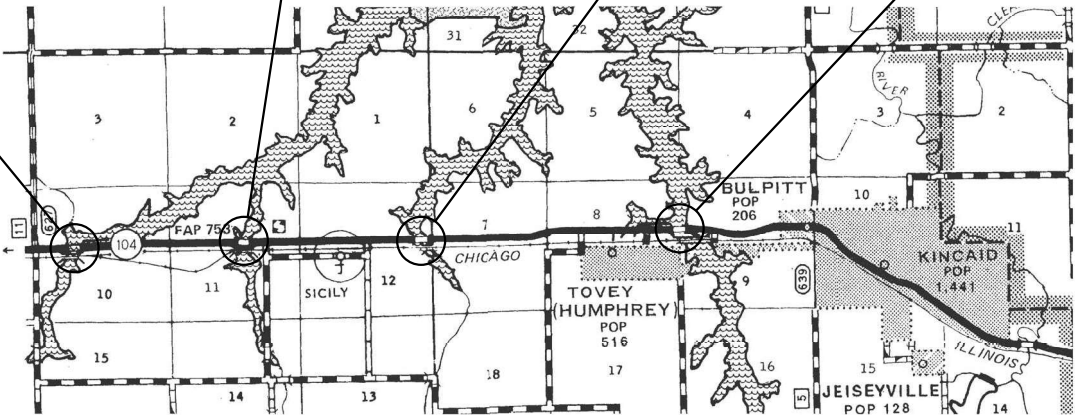 31
32
CLEA
RIVER
3
2
1
6
5
4
3
2
BULPITT
POP
206
10
11
7
8
FAP 753
104
11
CHICAGO
KINCAID
POP
1,441
10
11
12
SICILY
9
639
TOVEY
(HUMPHREY)
POP
516
ILLINOIS
15
14
13
18
17
16
5
15
JEISEYVILLE
POP 128
14